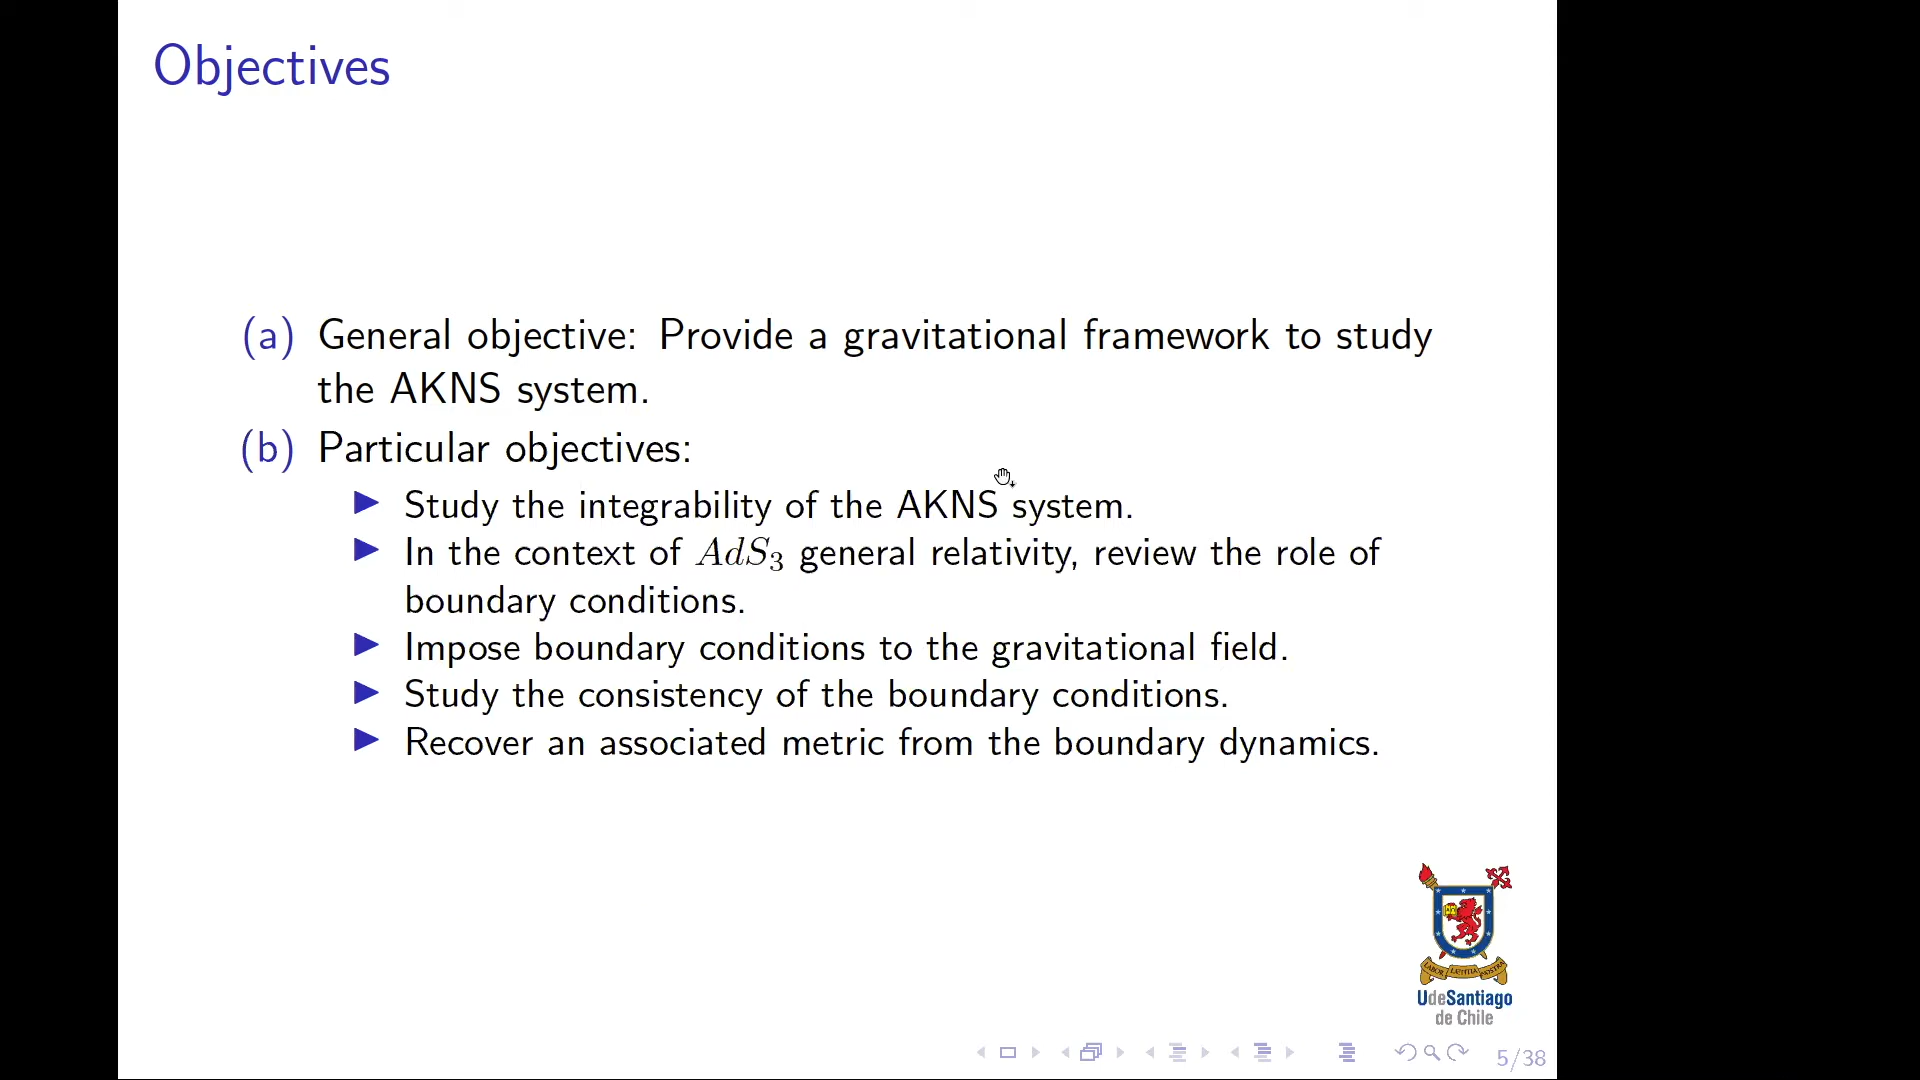 Objectives
(a) General objective: Provide a gravitational framework to study
the AKNS system.
(b) Particular objectives:
Study the integrability of the AKNS system.
In the context of AdS₃ general relativity, review the role of
boundary conditions.
Impose boundary conditions to the gravitational field.
Study the consistency of the boundary conditions.
Recover an associated metric from the boundary dynamics.
LABOR LÆTITIA NOSTRA
UdeSantiago
de Chile
5/38